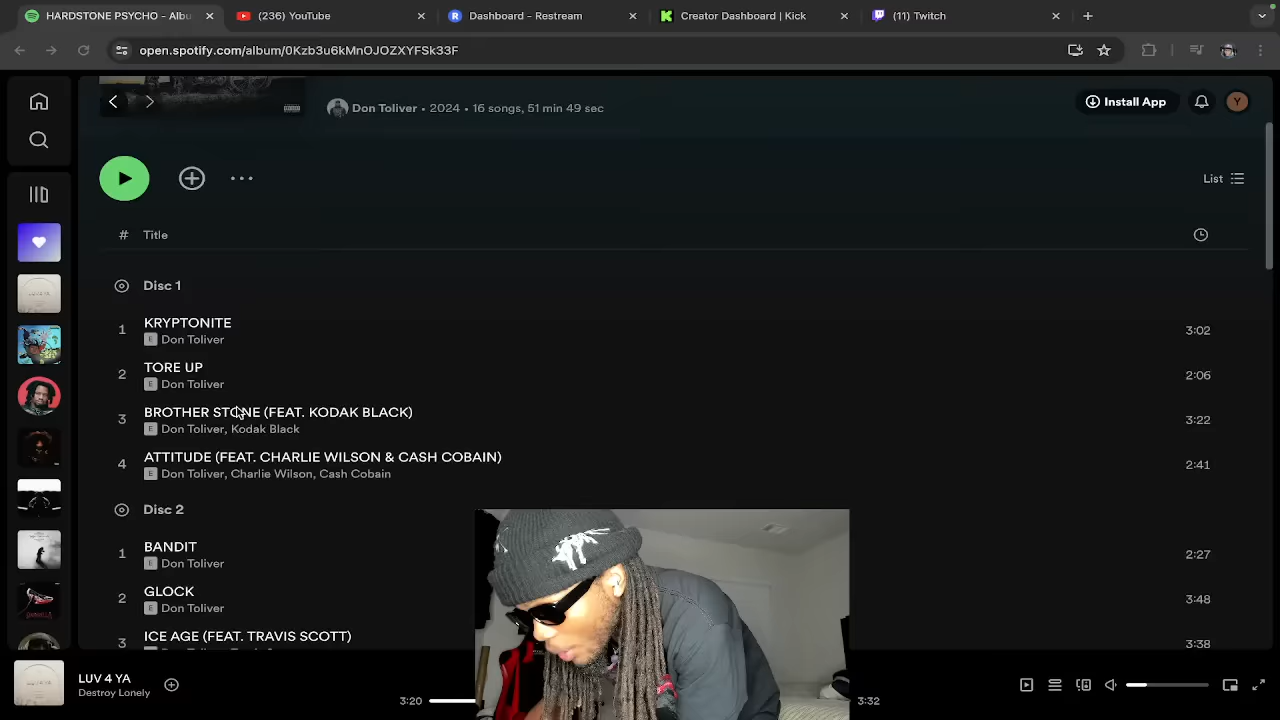 HARDSTONE PSYCHO - Albu
(236) YouTube
Dashboard - Restream
Creator Dashboard | Kick
(11) Twitch
open.spotify.com/album/0Kzb3u6kMnOJOZXYFSk33F
Don Toliver • 2024 • 16 songs, 51 min 49 sec
Install App
Y
List
# Title
Disc 1
1 KRYPTONITE 3:02
E Don Toliver
2 TORE UP 2:06
E Don Toliver
3 BROTHER STONE (FEAT. KODAK BLACK) 3:22
E Don Toliver, Kodak Black
4 ATTITUDE (FEAT. CHARLIE WILSON & CASH COBAIN) 2:41
E Don Toliver, Charlie Wilson, Cash Cobain
Disc 2
1 BANDIT 2:27
E Don Toliver
2 GLOCK 3:48
E Don Toliver
3 ICE AGE (FEAT. TRAVIS SCOTT) 3:38
LUV 4 YA
Destroy Lonely
3:20
3:32